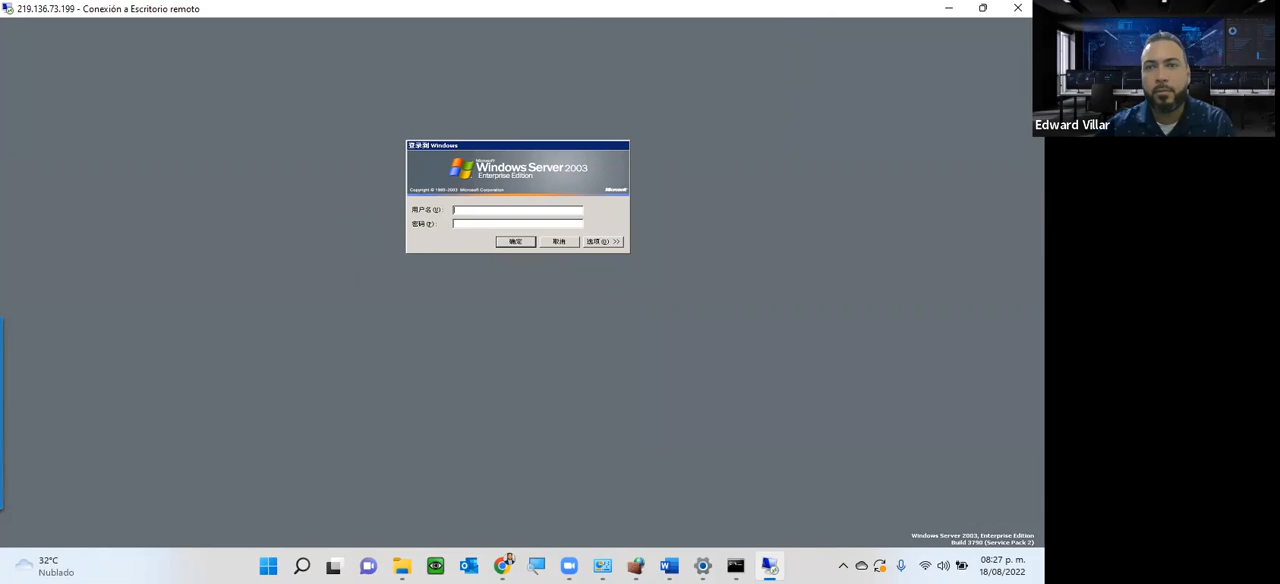 219.136.73.199 - Conexión a Escritorio remoto
Edward Villar
登录到 Windows
Microsoft
Windows Server 2003
Enterprise Edition
Copyright © 1985-2003 Microsoft Corporation
Microsoft
用户名(U):
密码(P):
确定
取消
选项(O) >>
Windows Server 2003, Enterprise Edition
Build 3790 (Service Pack 2)
32°C
Nublado
08:27 p. m.
18/08/2022